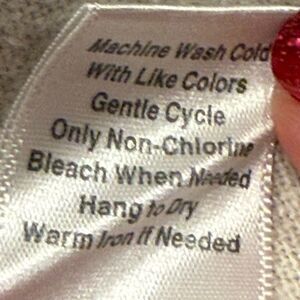 Machine Wash Cold
With Like Colors
Gentle Cycle
Only Non-Chlorine
Bleach When Needed
Hang to Dry
Warm Iron if Needed